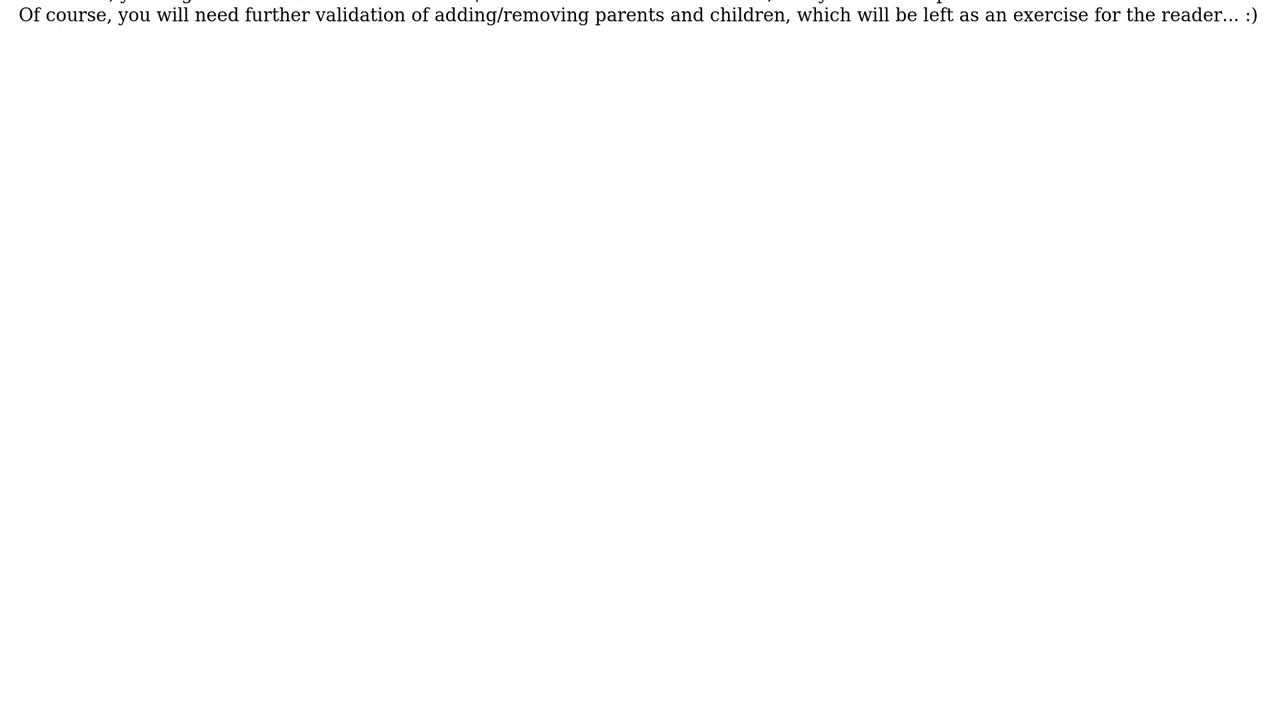 Of course, you will need further validation of adding/removing parents and children, which will be left as an exercise for the reader... :)